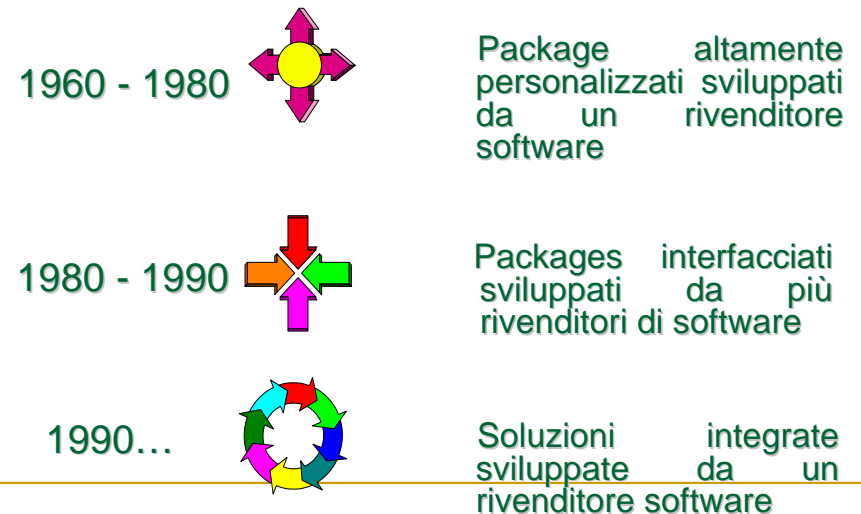 1960 - 1980
Package altamente
personalizzati sviluppati
da un rivenditore
software
1980 - 1990
Packages interfacciati
sviluppati da più
rivenditori di software
1990...
Soluzioni integrate
sviluppate da un
rivenditore software